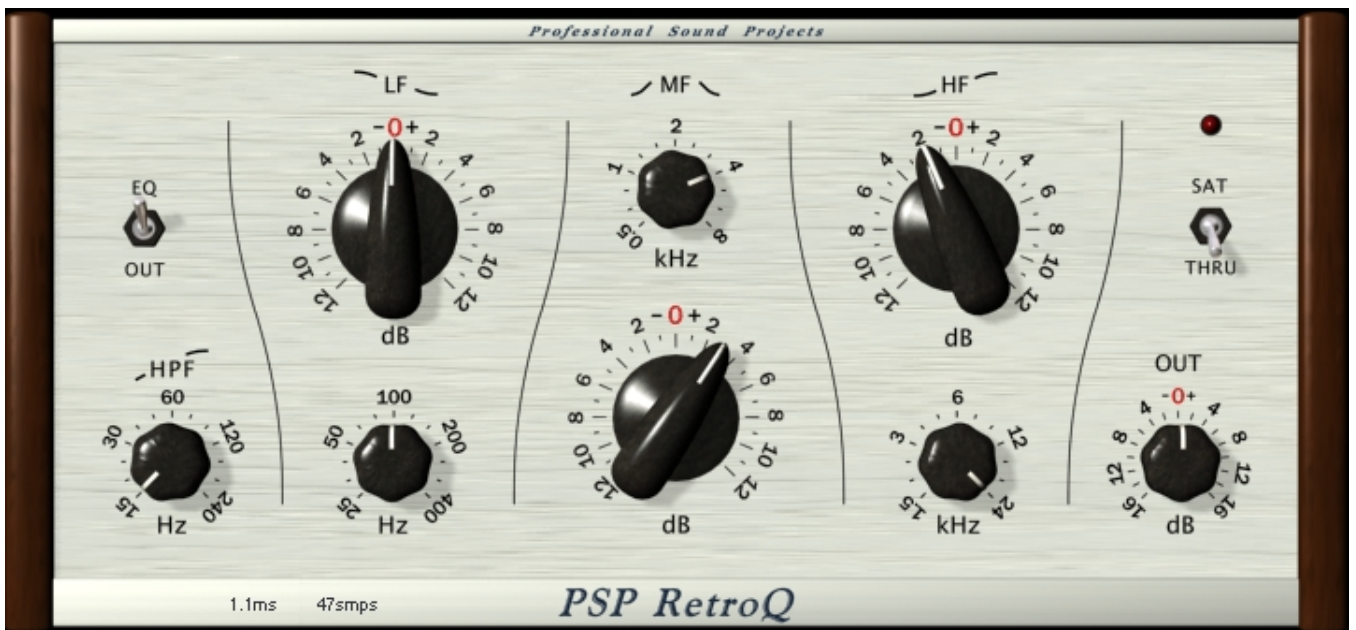 Professional Sound Projects
LF
-0+
2 2
4 4
6 6
8 8
10 10
12 12
dB
MF
2
1 4
0.5 8
kHz
HF
-0+
2 2
4 4
6 6
8 8
10 10
12 12
dB
EQ
OUT
SAT
THRU
HPF
60
30 120
15 240
Hz
100
50 200
25 400
Hz
-0+
2 2
4 4
6 6
8 8
10 10
12 12
dB
6
3 12
1.5 24
kHz
OUT
-0+
4 4
8 8
12 12
16 16
dB
1.1ms 47smps
PSP RetroQ